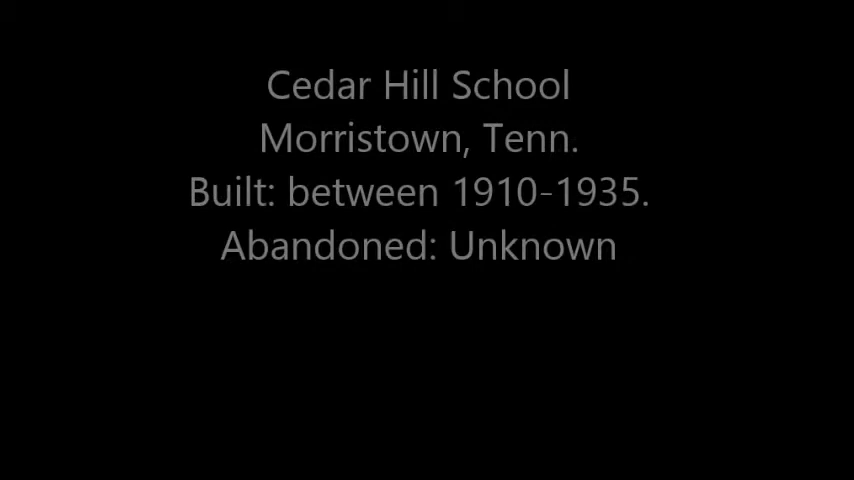 Cedar Hill School
Morristown, Tenn.
Built: between 1910-1935.
Abandoned: Unknown